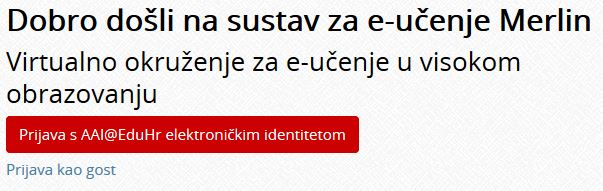 Dobro došli na sustav za e-učenje Merlin
Virtualno okruženje za e-učenje u visokom
obrazovanju
Prijava s AAI@EduHr elektroničkim identitetom
Prijava kao gost